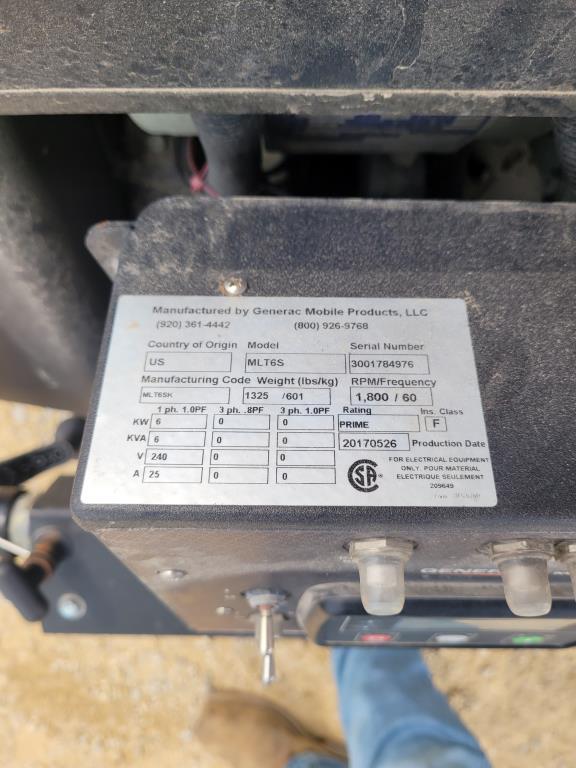 Manufactured by Generac Mobile Products, LLC
(920) 361-4442 (800) 926-9768
Country of Origin Model Serial Number
US MLT6S 3001784976
Manufacturing Code Weight (lbs/kg) RPM/Frequency
MLT6SK 1325 /601 1,800 / 60
1 ph. 1.0PF 3 ph. .8PF 3 ph. 1.0PF Rating Ins. Class
KW 6 0 0 PRIME F
KVA 6 0 0 20170526 Production Date
V 240 0 0
A 25 0 0
SA
FOR ELECTRICAL EQUIPMENT
ONLY. POUR MATERIAL
ELECTRIQUE SEULEMENT
209649
GENERAC